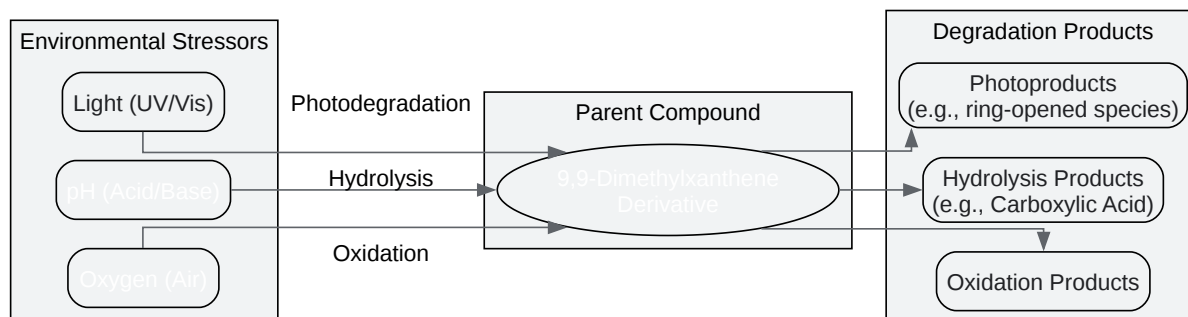 Environmental Stressors
Light (UV/Vis)
pH (Acid/Base)
Oxygen (Air)
Photodegradation
Hydrolysis
Oxidation
Parent Compound
9,9-Dimethylxanthene
Derivative
Degradation Products
Photoproducts
(e.g., ring-opened species)
Hydrolysis Products
(e.g., Carboxylic Acid)
Oxidation Products